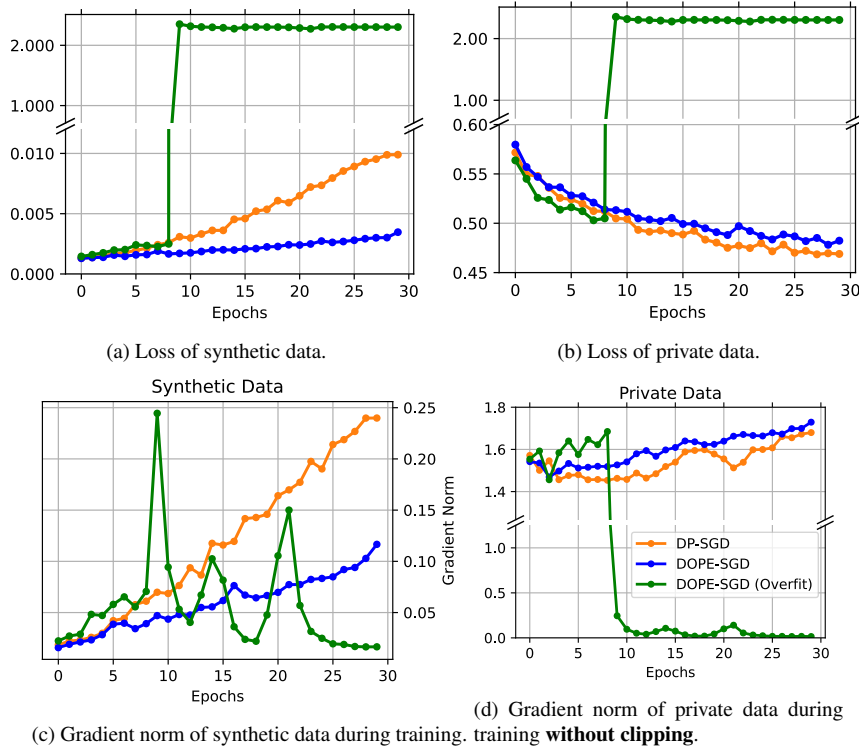 2.000
1.000
0.010
0.005
0.000
0 5 10 15 20 25 30
Epochs
(a) Loss of synthetic data.
2.00
1.00
0.60
0.55
0.50
0.45
0 5 10 15 20 25 30
Epochs
(b) Loss of private data.
Synthetic Data
0.25
0.20
0.15
0.10
0.05
Gradient Norm
0 5 10 15 20 25 30
Epochs
Private Data
1.8
1.6
1.4
1.0
0.5
0.0
DP-SGD
DOPE-SGD
DOPE-SGD (Overfit)
0 5 10 15 20 25 30
Epochs
(d) Gradient norm of private data during
(c) Gradient norm of synthetic data during training. training without clipping.